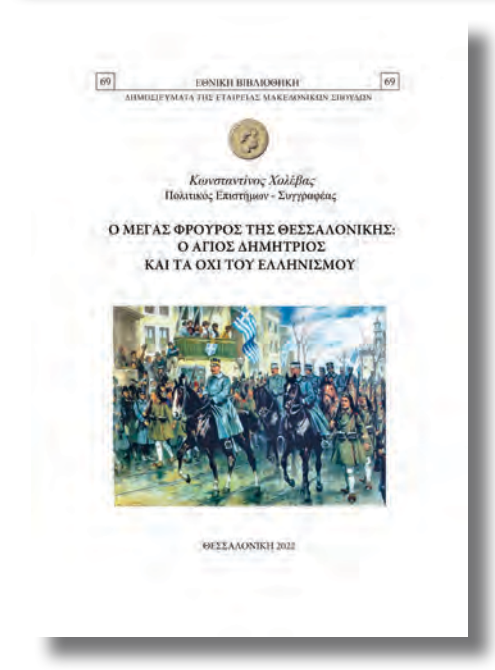 69 ΕΘΝΙΚΗ ΒΙΒΛΙΟΘΗΚΗ 69
ΔΗΜΟΣΙΕΥΜΑΤΑ ΤΗΣ ΕΤΑΙΡΕΙΑΣ ΜΑΚΕΔΟΝΙΚΩΝ ΣΠΟΥΔΩΝ
Κωνσταντίνος Χολέβας
Πολιτικός Επιστήμων - Συγγραφέας
Ο ΜΕΓΑΣ ΦΡΟΥΡΟΣ ΤΗΣ ΘΕΣΣΑΛΟΝΙΚΗΣ:
Ο ΑΓΙΟΣ ΔΗΜΗΤΡΙΟΣ
ΚΑΙ ΤΑ ΟΧΙ ΤΟΥ ΕΛΛΗΝΙΣΜΟΥ
ΘΕΣΣΑΛΟΝΙΚΗ 2022